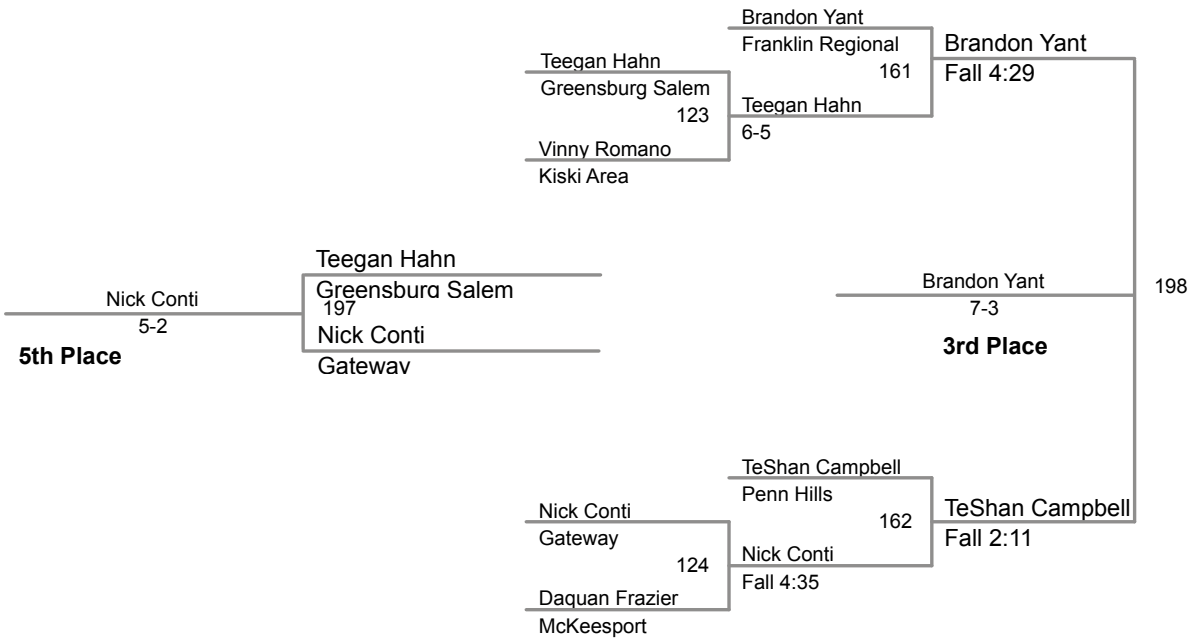 Brandon Yant
Franklin Regional
161
Brandon Yant
Fall 4:29
Teegan Hahn
Greensburg Salem
123
Teegan Hahn
6-5
Vinny Romano
Kiski Area
Teegan Hahn
Greensburg Salem
197
Nick Conti
Gateway
Nick Conti
5-2
5th Place
Brandon Yant
7-3
3rd Place
198
TeShan Campbell
Penn Hills
162
TeShan Campbell
Fall 2:11
Nick Conti
Gateway
124
Nick Conti
Fall 4:35
Daquan Frazier
McKeesport